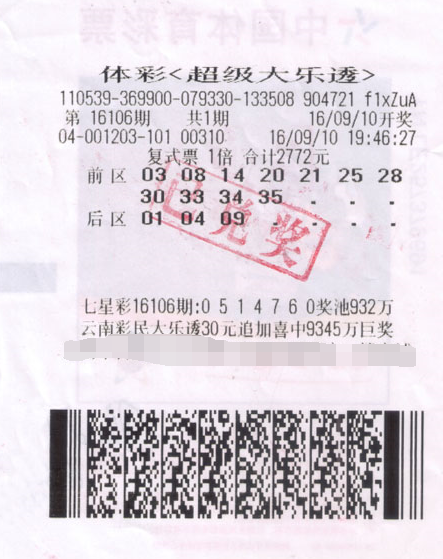 体彩<超级大乐透>
110539-369900-079330-133508 904721 f1xZuA
第 16106期 共1期 16/09/10开奖
04-001203-101 00310 16/09/10 19:46:27
复式票 1倍 合计2772元
前区 03 08 14 20 21 25 28
30 33 34 35 . . .
后区 01 04 09 . . . .
已兑奖
七星彩16106期:0 5 1 4 7 6 0奖池932万
云南彩民大乐透30元追加喜中9345万巨奖